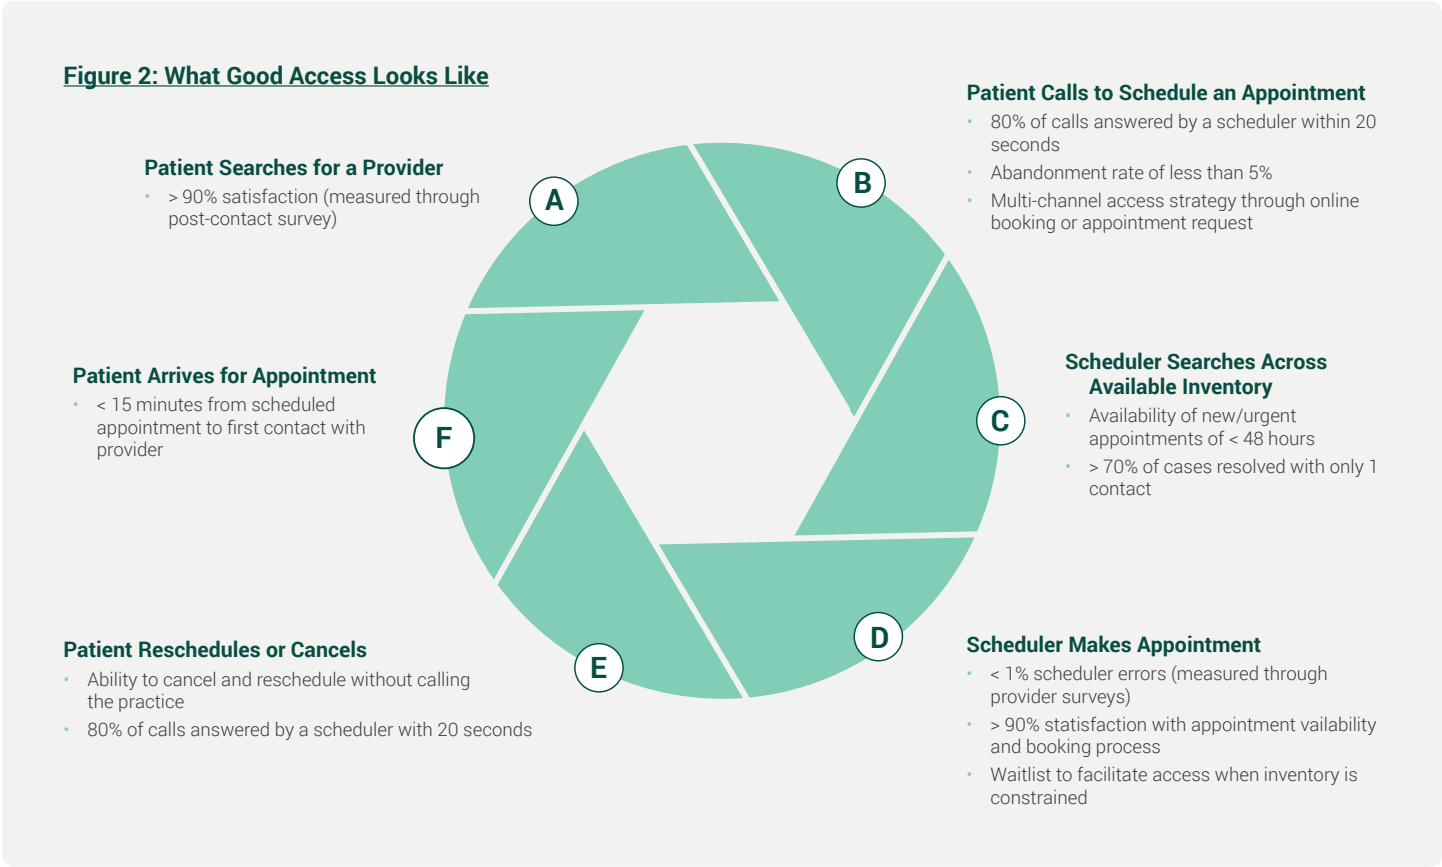 Figure 2: What Good Access Looks Like
Patient Searches for a Provider
• > 90% satisfaction (measured through
post-contact survey)
A
Patient Calls to Schedule an Appointment
• 80% of calls answered by a scheduler within 20
seconds
• Abandonment rate of less than 5%
• Multi-channel access strategy through online
booking or appointment request
B
Scheduler Searches Across
Available Inventory
• Availability of new/urgent
appointments of < 48 hours
• > 70% of cases resolved with only 1
contact
C
Scheduler Makes Appointment
• < 1% scheduler errors (measured through
provider surveys)
• > 90% statisfaction with appointment vailability
and booking process
• Waitlist to facilitate access when inventory is
constrained
D
Patient Reschedules or Cancels
• Ability to cancel and reschedule without calling
the practice
• 80% of calls answered by a scheduler with 20 seconds
E
Patient Arrives for Appointment
• < 15 minutes from scheduled
appointment to first contact with
provider
F